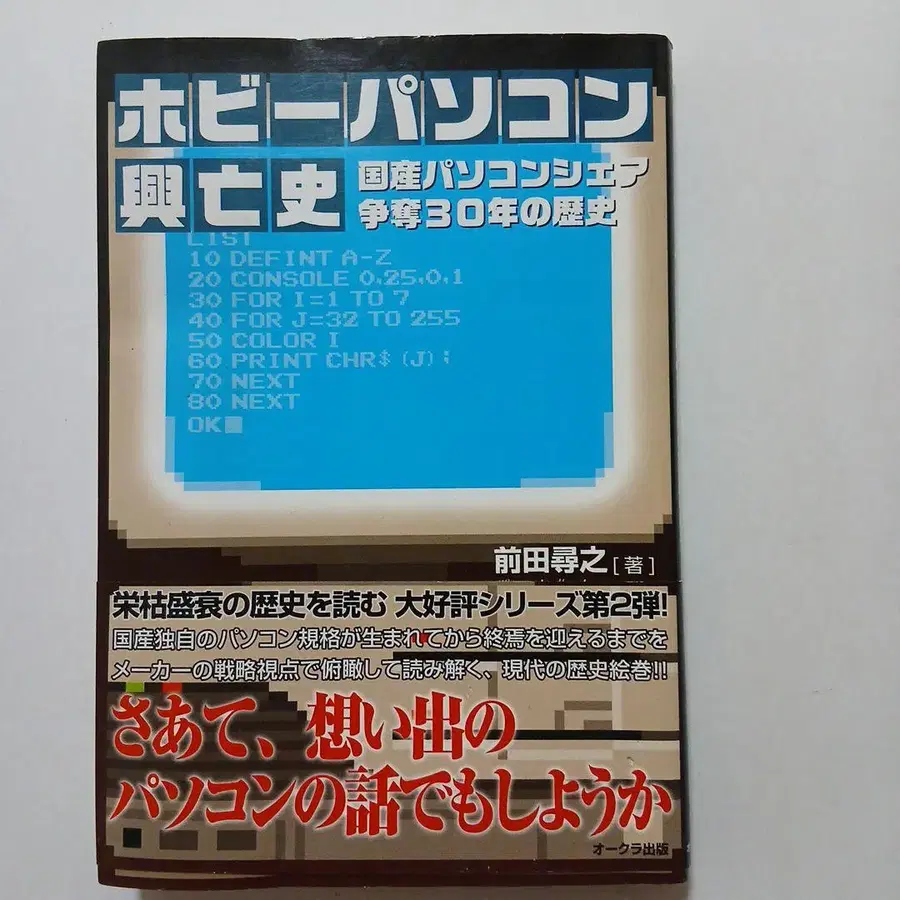 ホビーパソコン
興亡史
国産パソコンシェア
争奪30年の歴史
LIST
10 DEFINT A-Z
20 CONSOLE 0,25,0,1
30 FOR I=1 TO 7
40 FOR J=32 TO 255
50 COLOR I
60 PRINT CHR$ (J);
70 NEXT
80 NEXT
OK
前田尋之[著]
栄枯盛衰の歴史を読む 大好評シリーズ第2弾!
国産独自のパソコン規格が生まれてから終焉を迎えるまでを
メーカーの戦略視点で俯瞰して読み解く、現代の歴史絵巻!!
さあて、想い出の
パソコンの話でもしようか
オークラ出版